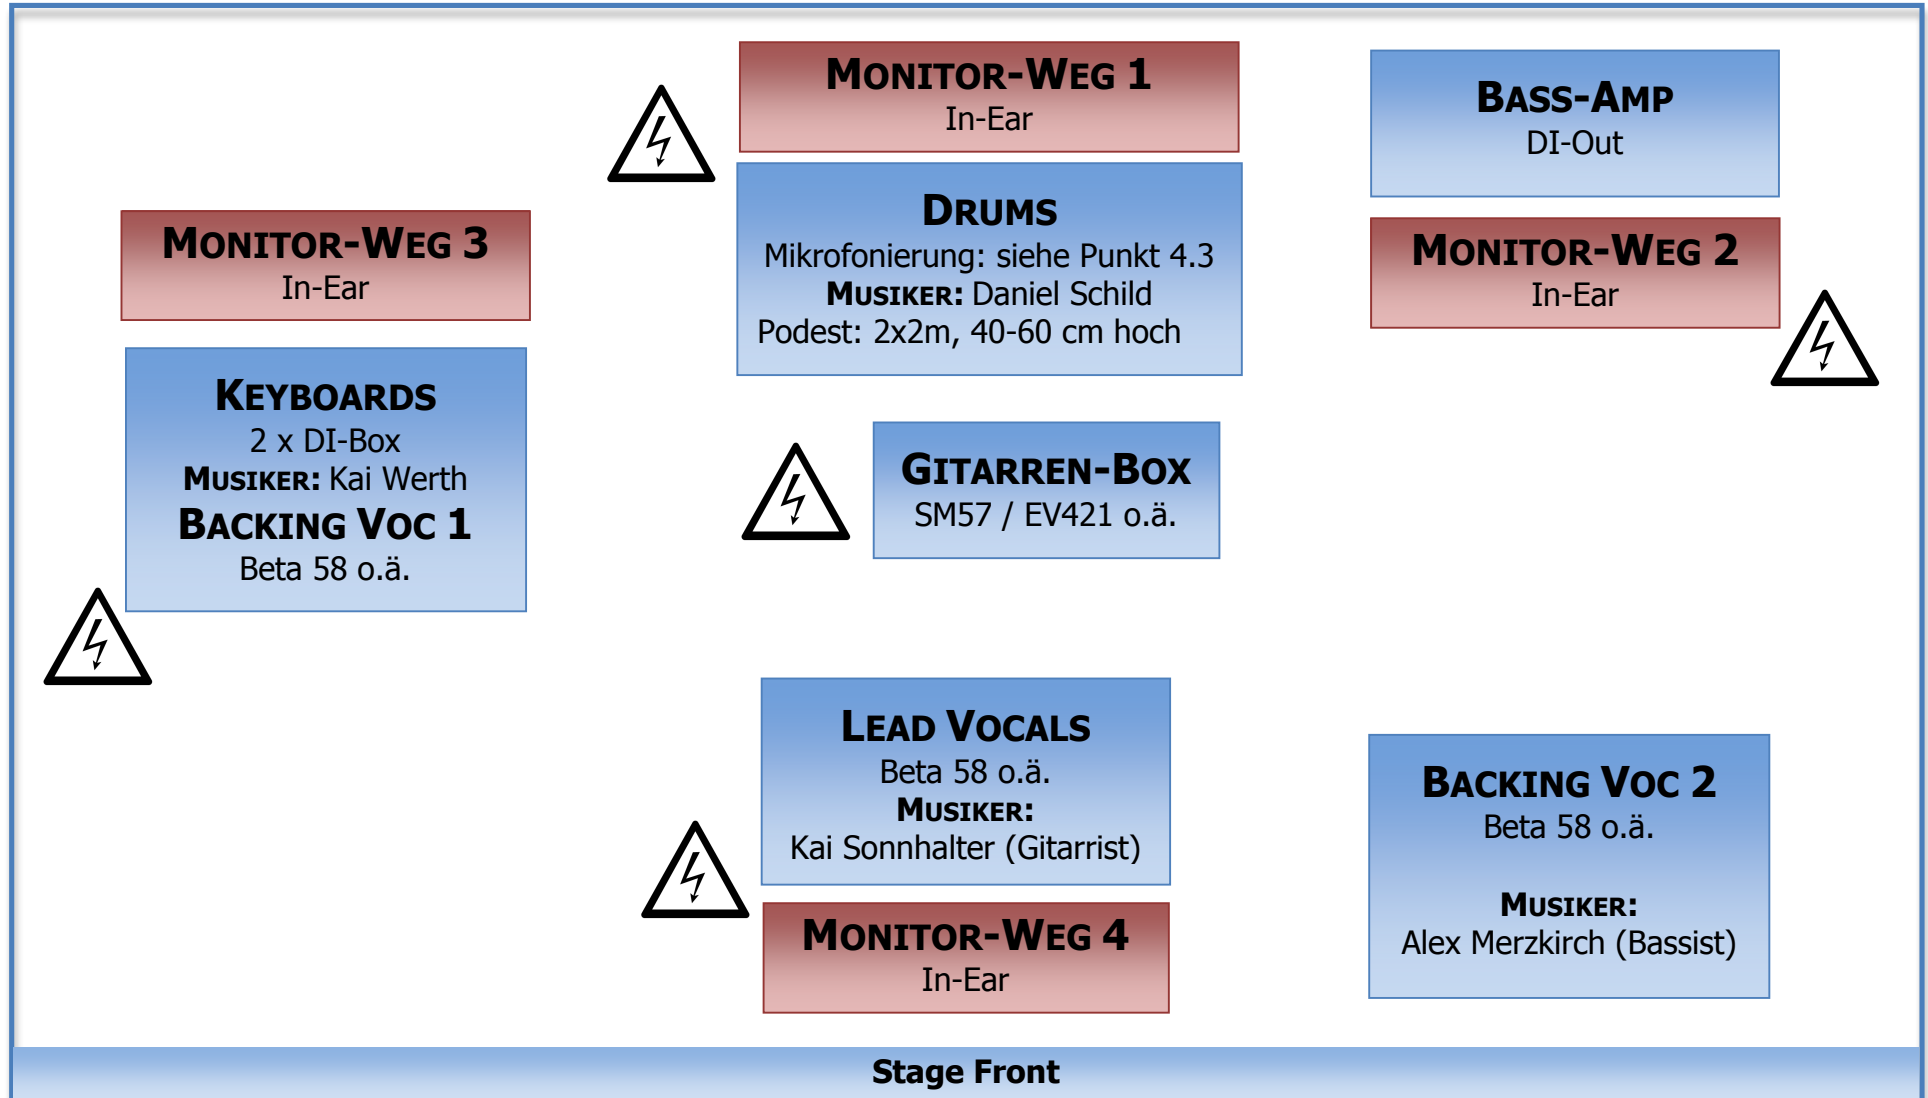 MONITOR-WEG 1
In-Ear
BASS-AMP
DI-Out
DRUMS
Mikrofonierung: siehe Punkt 4.3
MUSIKER: Daniel Schild
Podest: 2x2m, 40-60 cm hoch
MONITOR-WEG 3
In-Ear
MONITOR-WEG 2
In-Ear
KEYBOARDS
2 x DI-Box
MUSIKER: Kai Werth
BACKING VOC 1
Beta 58 o.ä.
GITARREN-BOX
SM57 / EV421 o.ä.
LEAD VOCALS
Beta 58 o.ä.
MUSIKER:
Kai Sonnhalter (Gitarrist)
BACKING VOC 2
Beta 58 o.ä.
MUSIKER:
Alex Merzkirch (Bassist)
MONITOR-WEG 4
In-Ear
Stage Front